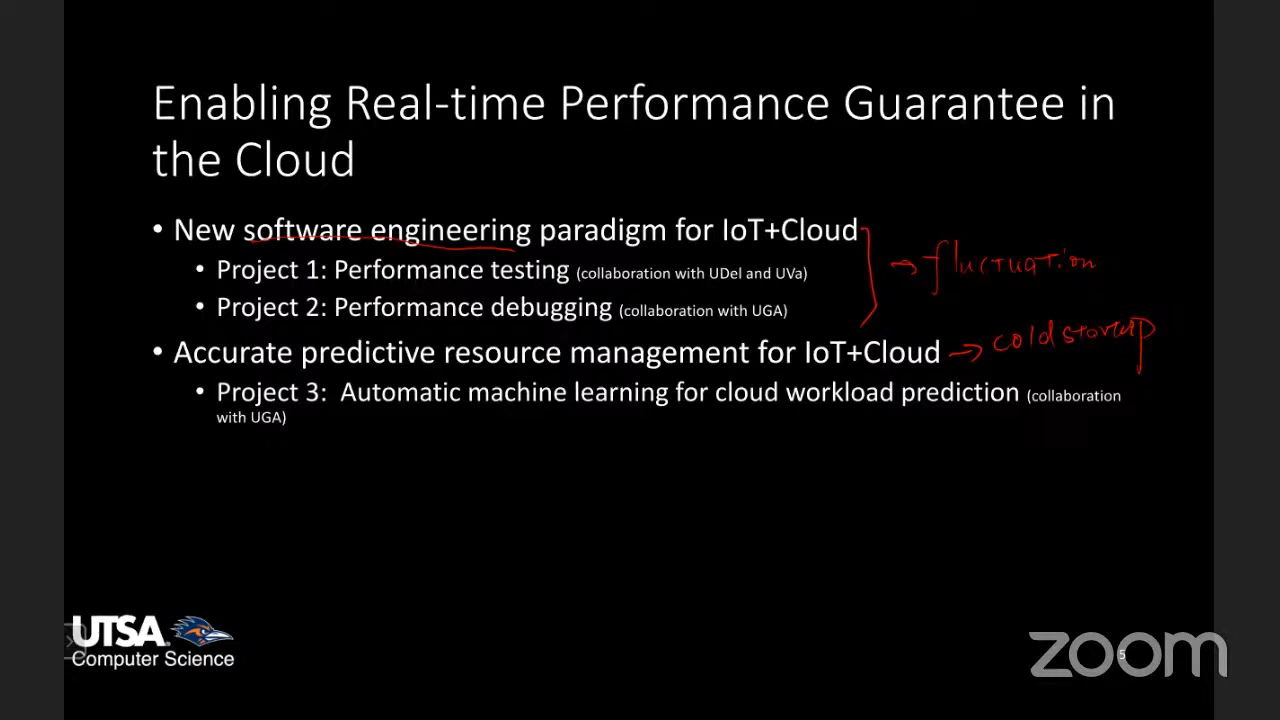 Enabling Real-time Performance Guarantee in
the Cloud
• New software engineering paradigm for IoT+Cloud
• Project 1: Performance testing (collaboration with UDel and UVa)
→ fluctuation
• Project 2: Performance debugging (collaboration with UGA)
• Accurate predictive resource management for IoT+Cloud → cold startup
• Project 3: Automatic machine learning for cloud workload prediction (collaboration
with UGA)
UTSA
Computer Science
zoom
5